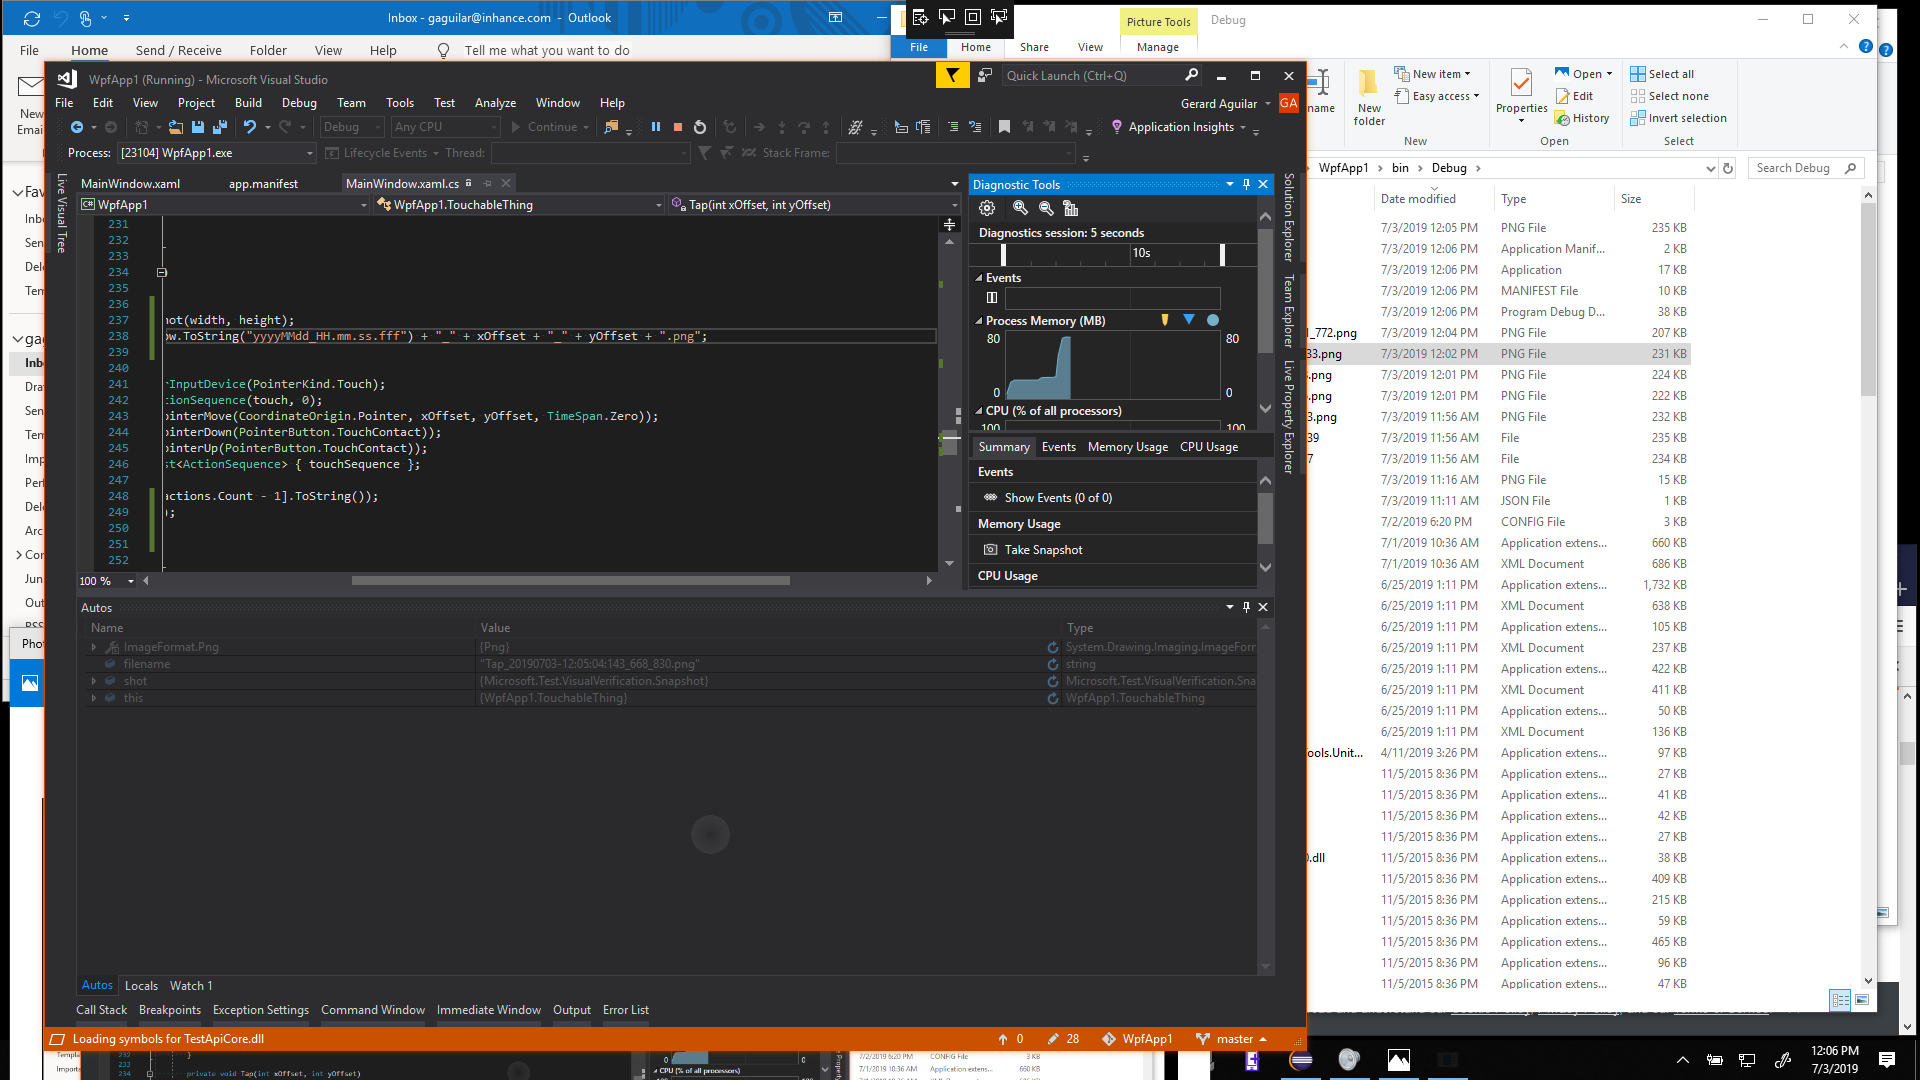 Inbox - gaguilar@inhance.com - Outlook
File Home Send / Receive Folder View Help Tell me what you want to do
Picture Tools Debug
File Home Share View Manage
New item
Easy access
New folder
Properties
Open
Edit
History
Select all
Select none
Invert selection
New Open Select
WpfApp1 bin Debug
Search Debug
New
Email
WpfApp1 (Running) - Microsoft Visual Studio
Quick Launch (Ctrl+Q)
File Edit View Project Build Debug Team Tools Test Analyze Window Help
Gerard Aguilar GA
Debug Any CPU Continue Application Insights
Process: [23104] WpfApp1.exe Lifecycle Events Thread: Stack Frame:
Live Visual Tree
MainWindow.xaml app.manifest MainWindow.xaml.cs
WpfApp1 WpfApp1.TouchableThing Tap(int xOffset, int yOffset)
231
232
233
234
235
236
237 ot(width, height);
238 w.ToString("yyyyMMdd_HH.mm.ss.fff") + "_" + xOffset + "_" + yOffset + ".png";
239
240
241 InputDevice(PointerKind.Touch);
242 tionSequence(touch, 0);
243 ointerMove(CoordinateOrigin.Pointer, xOffset, yOffset, TimeSpan.Zero));
244 ointerDown(PointerButton.TouchContact));
245 ointerUp(PointerButton.TouchContact));
246 st<ActionSequence> { touchSequence };
247
248 actions.Count - 1].ToString());
249 );
250
251
252
100 %
Diagnostic Tools
Diagnostics session: 5 seconds
10s
Events
Process Memory (MB)
80 80
0 0
CPU (% of all processors)
100 100
Summary Events Memory Usage CPU Usage
Events
Show Events (0 of 0)
Memory Usage
Take Snapshot
CPU Usage
Solution Explorer
Team Explorer
Live Property Explorer
Autos
Name Value Type
ImageFormat.Png {Png} System.Drawing.Imaging.ImageForr
filename "Tap_20190703-12:05:04:143_668_830.png" string
shot {Microsoft.Test.VisualVerification.Snapshot} Microsoft.Test.VisualVerification.Sna
this {WpfApp1.TouchableThing} WpfApp1.TouchableThing
Autos Locals Watch 1
Call Stack Breakpoints Exception Settings Command Window Immediate Window Output Error List
Loading symbols for TestApiCore.dll 0 28 WpfApp1 master
Date modified Type Size
7/3/2019 12:05 PM PNG File 235 KB
7/3/2019 12:06 PM Application Manif... 2 KB
7/3/2019 12:06 PM Application 17 KB
7/3/2019 12:06 PM MANIFEST File 10 KB
7/3/2019 12:06 PM Program Debug D... 38 KB
_772.png 7/3/2019 12:04 PM PNG File 207 KB
33.png 7/3/2019 12:02 PM PNG File 231 KB
.png 7/3/2019 12:01 PM PNG File 224 KB
.png 7/3/2019 12:01 PM PNG File 222 KB
3.png 7/3/2019 11:56 AM PNG File 232 KB
39 7/3/2019 11:56 AM File 235 KB
7 7/3/2019 11:56 AM File 234 KB
7/3/2019 11:16 AM PNG File 15 KB
7/3/2019 11:11 AM JSON File 1 KB
7/2/2019 6:20 PM CONFIG File 3 KB
7/1/2019 10:36 AM Application extens... 660 KB
7/1/2019 10:36 AM XML Document 686 KB
6/25/2019 1:11 PM Application extens... 1,732 KB
6/25/2019 1:11 PM XML Document 638 KB
6/25/2019 1:11 PM Application extens... 105 KB
6/25/2019 1:11 PM XML Document 237 KB
6/25/2019 1:11 PM Application extens... 422 KB
6/25/2019 1:11 PM XML Document 411 KB
6/25/2019 1:11 PM Application extens... 50 KB
6/25/2019 1:11 PM XML Document 136 KB
ools.Unit... 4/11/2019 3:26 PM Application extens... 97 KB
11/5/2015 8:36 PM Application extens... 27 KB
11/5/2015 8:36 PM Application extens... 41 KB
11/5/2015 8:36 PM Application extens... 42 KB
11/5/2015 8:36 PM Application extens... 27 KB
.dll 11/5/2015 8:36 PM Application extens... 38 KB
11/5/2015 8:36 PM Application extens... 409 KB
11/5/2015 8:36 PM Application extens... 215 KB
11/5/2015 8:36 PM Application extens... 59 KB
11/5/2015 8:36 PM Application extens... 465 KB
11/5/2015 8:36 PM Application extens... 96 KB
11/5/2015 8:36 PM Application extens... 47 KB
232
233
234 private void Tap(int xOffset, int yOffset)
CPU (% of all processors)
7/2/2019 6:20 PM CONFIG File 3 KB
12:06 PM
7/3/2019